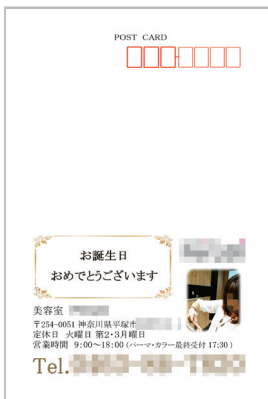 POST CARD
お誕生日
おめでとうございます
美容室
〒254-0051 神奈川県平塚市
定休日 火曜日 第2・3月曜日
営業時間 9:00~18:00 (パーマ・カラー最終受付 17:30)
Tel.